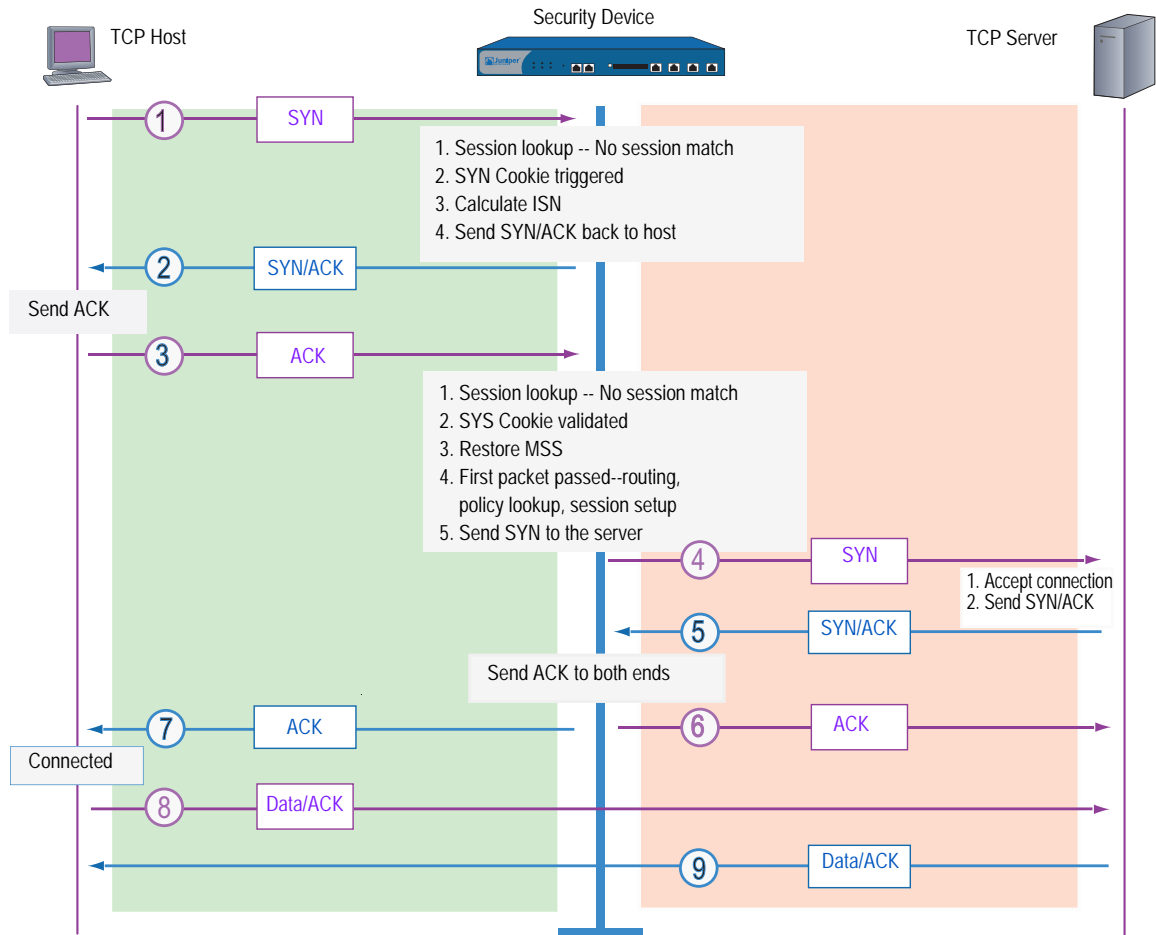 Security Device
TCP Host
TCP Server
Juniper
1
SYN
1. Session lookup -- No session match
2. SYN Cookie triggered
3. Calculate ISN
4. Send SYN/ACK back to host
2
SYN/ACK
Send ACK
3
ACK
1. Session lookup -- No session match
2. SYS Cookie validated
3. Restore MSS
4. First packet passed--routing,
policy lookup, session setup
5. Send SYN to the server
4
SYN
1. Accept connection
2. Send SYN/ACK
5
SYN/ACK
Send ACK to both ends
7
ACK
6
ACK
Connected
8
Data/ACK
9
Data/ACK